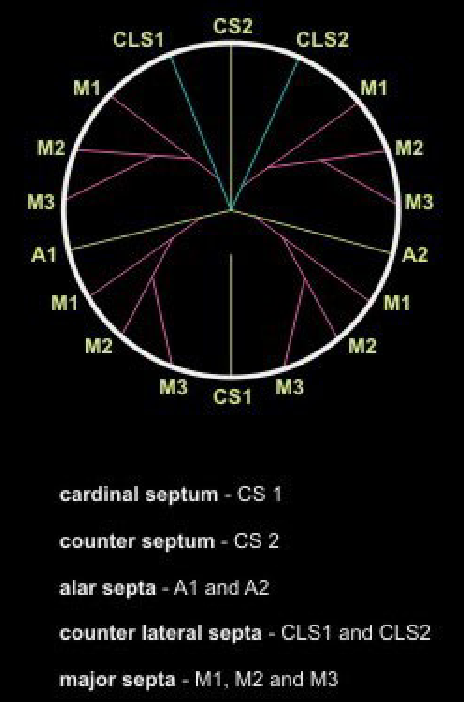 CS2
CLS1 CLS2
M1 M1
M2 M2
M3 M3
A1 A2
M1 M1
M2 M2
M3 CS1 M3
cardinal septum - CS 1
counter septum - CS 2
alar septa - A1 and A2
counter lateral septa - CLS1 and CLS2
major septa - M1, M2 and M3